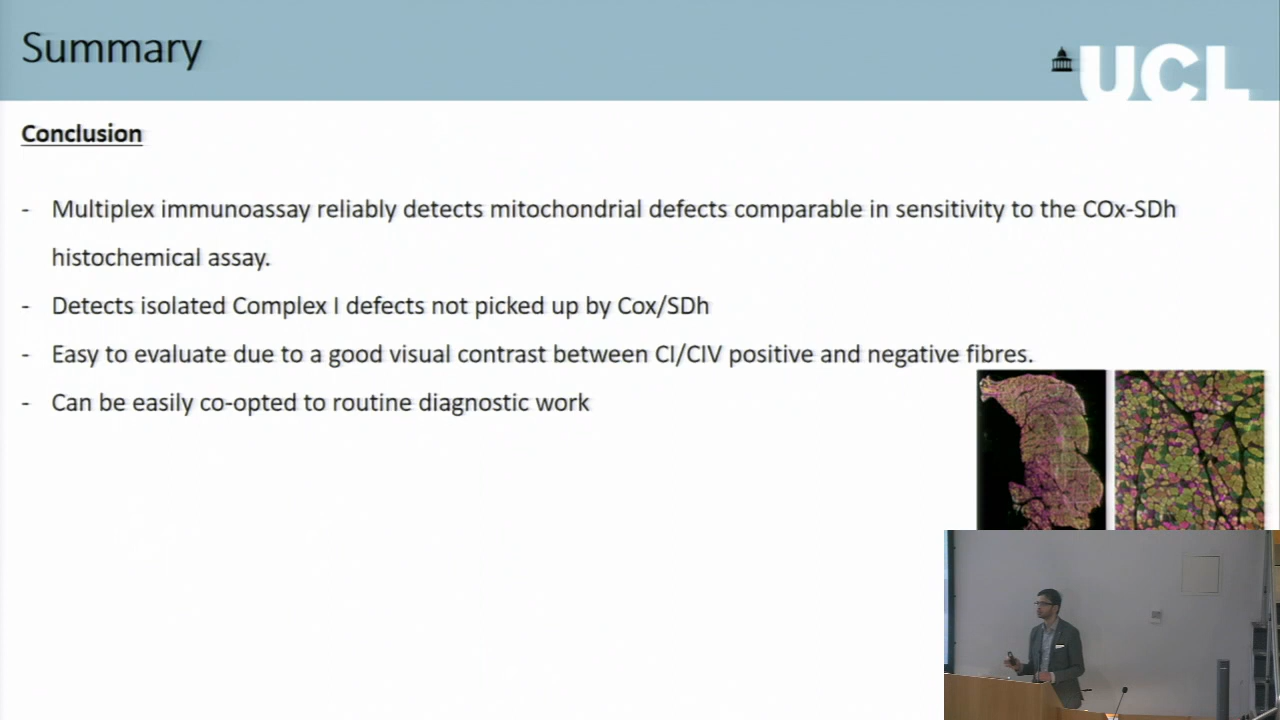 Summary
UCL
Conclusion
- Multiplex immunoassay reliably detects mitochondrial defects comparable in sensitivity to the COx-SDh
histochemical assay.
- Detects isolated Complex I defects not picked up by Cox/SDh
- Easy to evaluate due to a good visual contrast between CI/CIV positive and negative fibres.
- Can be easily co-opted to routine diagnostic work